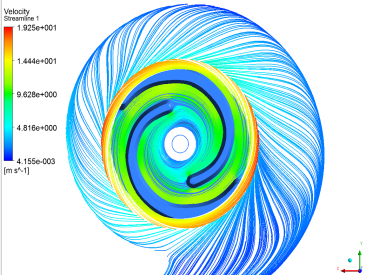 Velocity
Streamline 1
1.925e+001
1.444e+001
9.628e+000
4.816e+000
4.155e-003
[m s^-1]